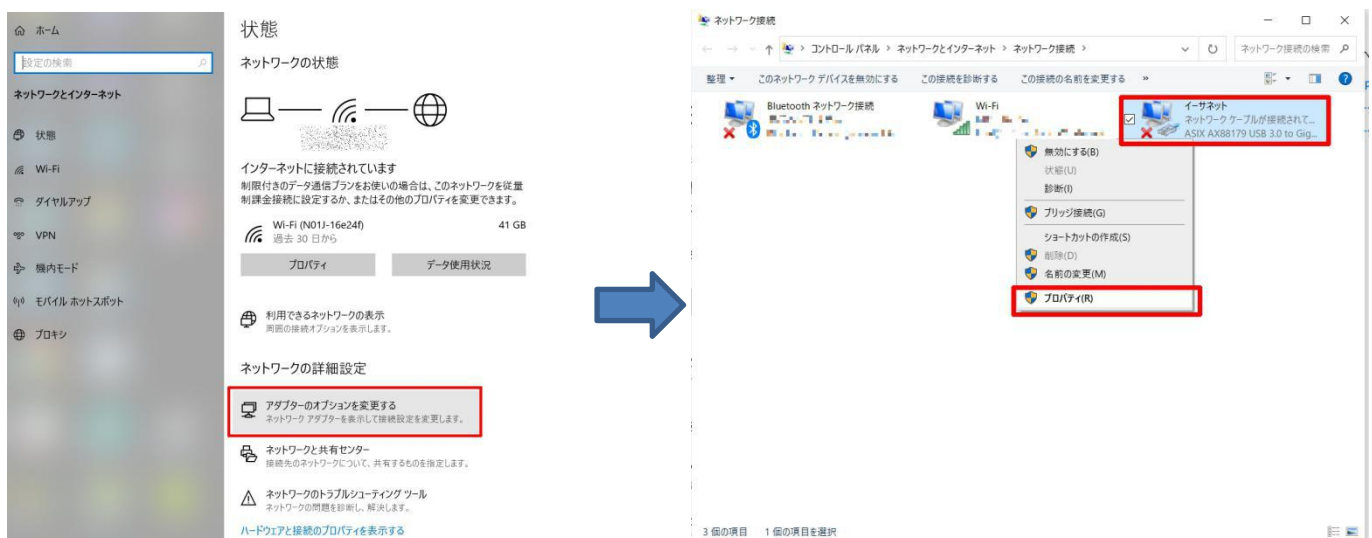 ホーム
設定の検索
ネットワークとインターネット
状態
Wi-Fi
ダイヤルアップ
VPN
機内モード
モバイル ホットスポット
プロキシ
状態
ネットワークの状態
インターネットに接続されています
制限付きのデータ通信プランをお使いの場合は、このネットワークを従量
制課金接続に設定するか、またはその他のプロパティを変更できます。
Wi-Fi (N01J-16e24f) 41 GB
過去 30 日から
プロパティ データ使用状況
利用できるネットワークの表示
周囲の接続オプションを表示します。
ネットワークの詳細設定
アダプターのオプションを変更する
ネットワーク アダプターを表示して接続設定を変更します。
ネットワークと共有センター
接続先のネットワークについて、共有するものを指定します。
ネットワークのトラブルシューティング ツール
ネットワークの問題を診断し、解決します。
ハードウェアと接続のプロパティを表示する
ネットワーク接続
コントロール パネル › ネットワークとインターネット › ネットワーク接続 ›
ネットワーク接続の検索
整理 このネットワーク デバイスを無効にする この接続を診断する この接続の名前を変更する »
Bluetooth ネットワーク接続
Wi-Fi
イーサネット
ネットワーク ケーブルが接続されて...
ASIX AX88179 USB 3.0 to Gig...
無効にする(B)
状態(U)
診断(I)
ブリッジ接続(G)
ショートカットの作成(S)
削除(D)
名前の変更(M)
プロパティ(R)
3 個の項目 1 個の項目を選択